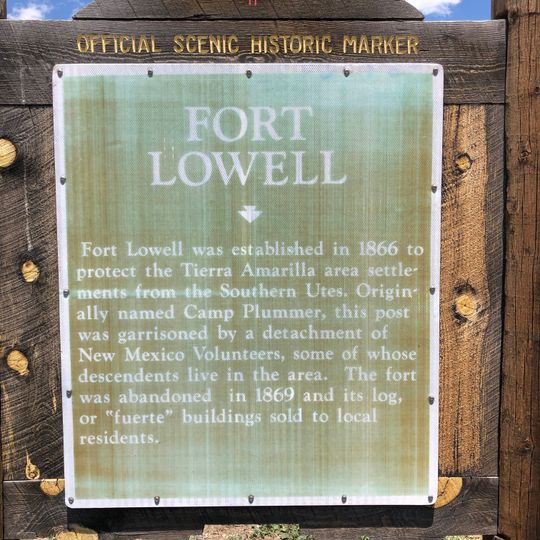 OFFICIAL SCENIC HISTORIC MARKER
FORT
LOWELL
Fort Lowell was established in 1866 to
protect the Tierra Amarilla area settle-
ments from the Southern Utes. Origin-
ally named Camp Plummer, this post
was garrisoned by a detachment of
New Mexico Volunteers, some of whose
descendents live in the area. The fort
was abandoned in 1869 and its log,
or "fuerte" buildings sold to local
residents.